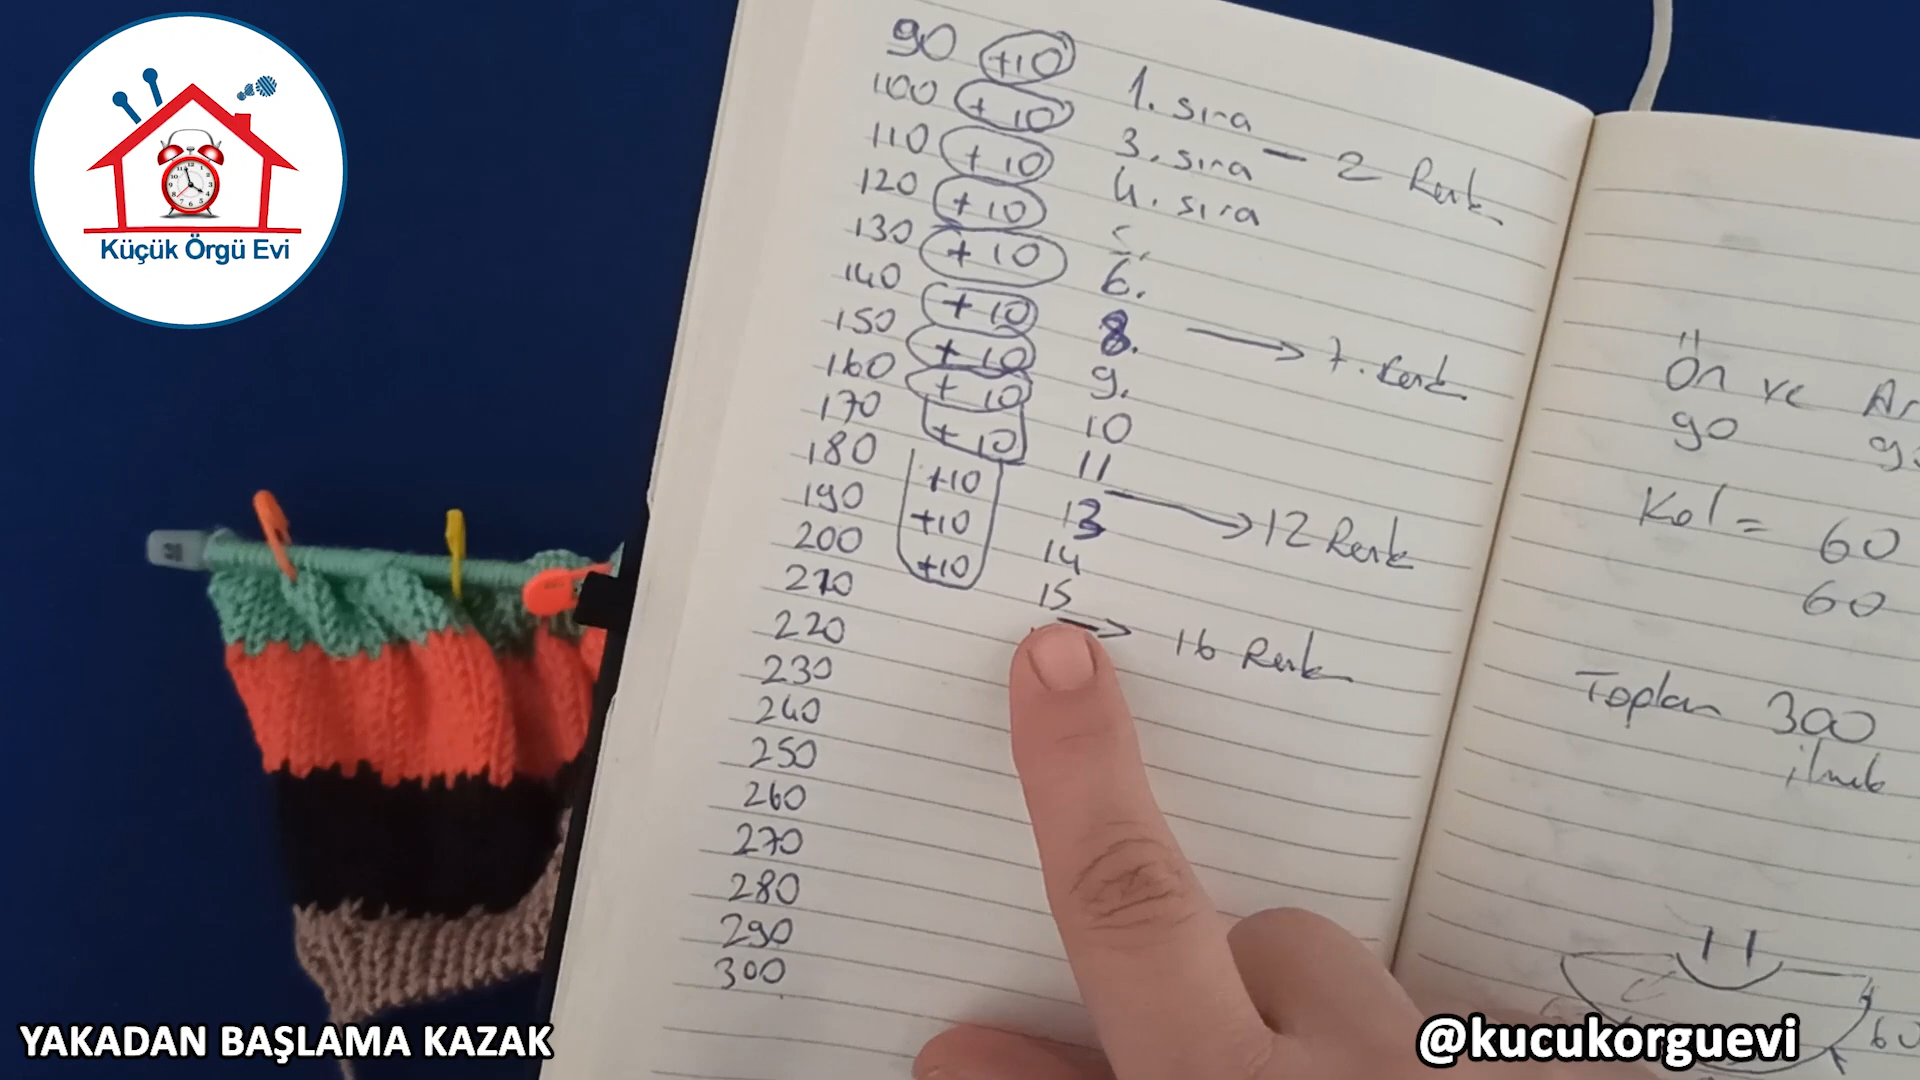 Küçük Örgü Evi
90 +10 1. sıra
100 +10 3. sıra — 2 Renk
110 +10 4. sıra
120 +10 5.
130 +10 6.
140 +10 8. → 7. Renk
150 +10 9.
160 +10 10
170 +10 11 → 12 Renk
180 +10 13
190 +10 14
200 +10 15 → 16 Renk
210
220
230
240
250
260
270
280
290
300
Ön ve Ar
90
Kol = 60
60
Toplam 300
ilmek
60
YAKADAN BAŞLAMA KAZAK
@kucukorguevi